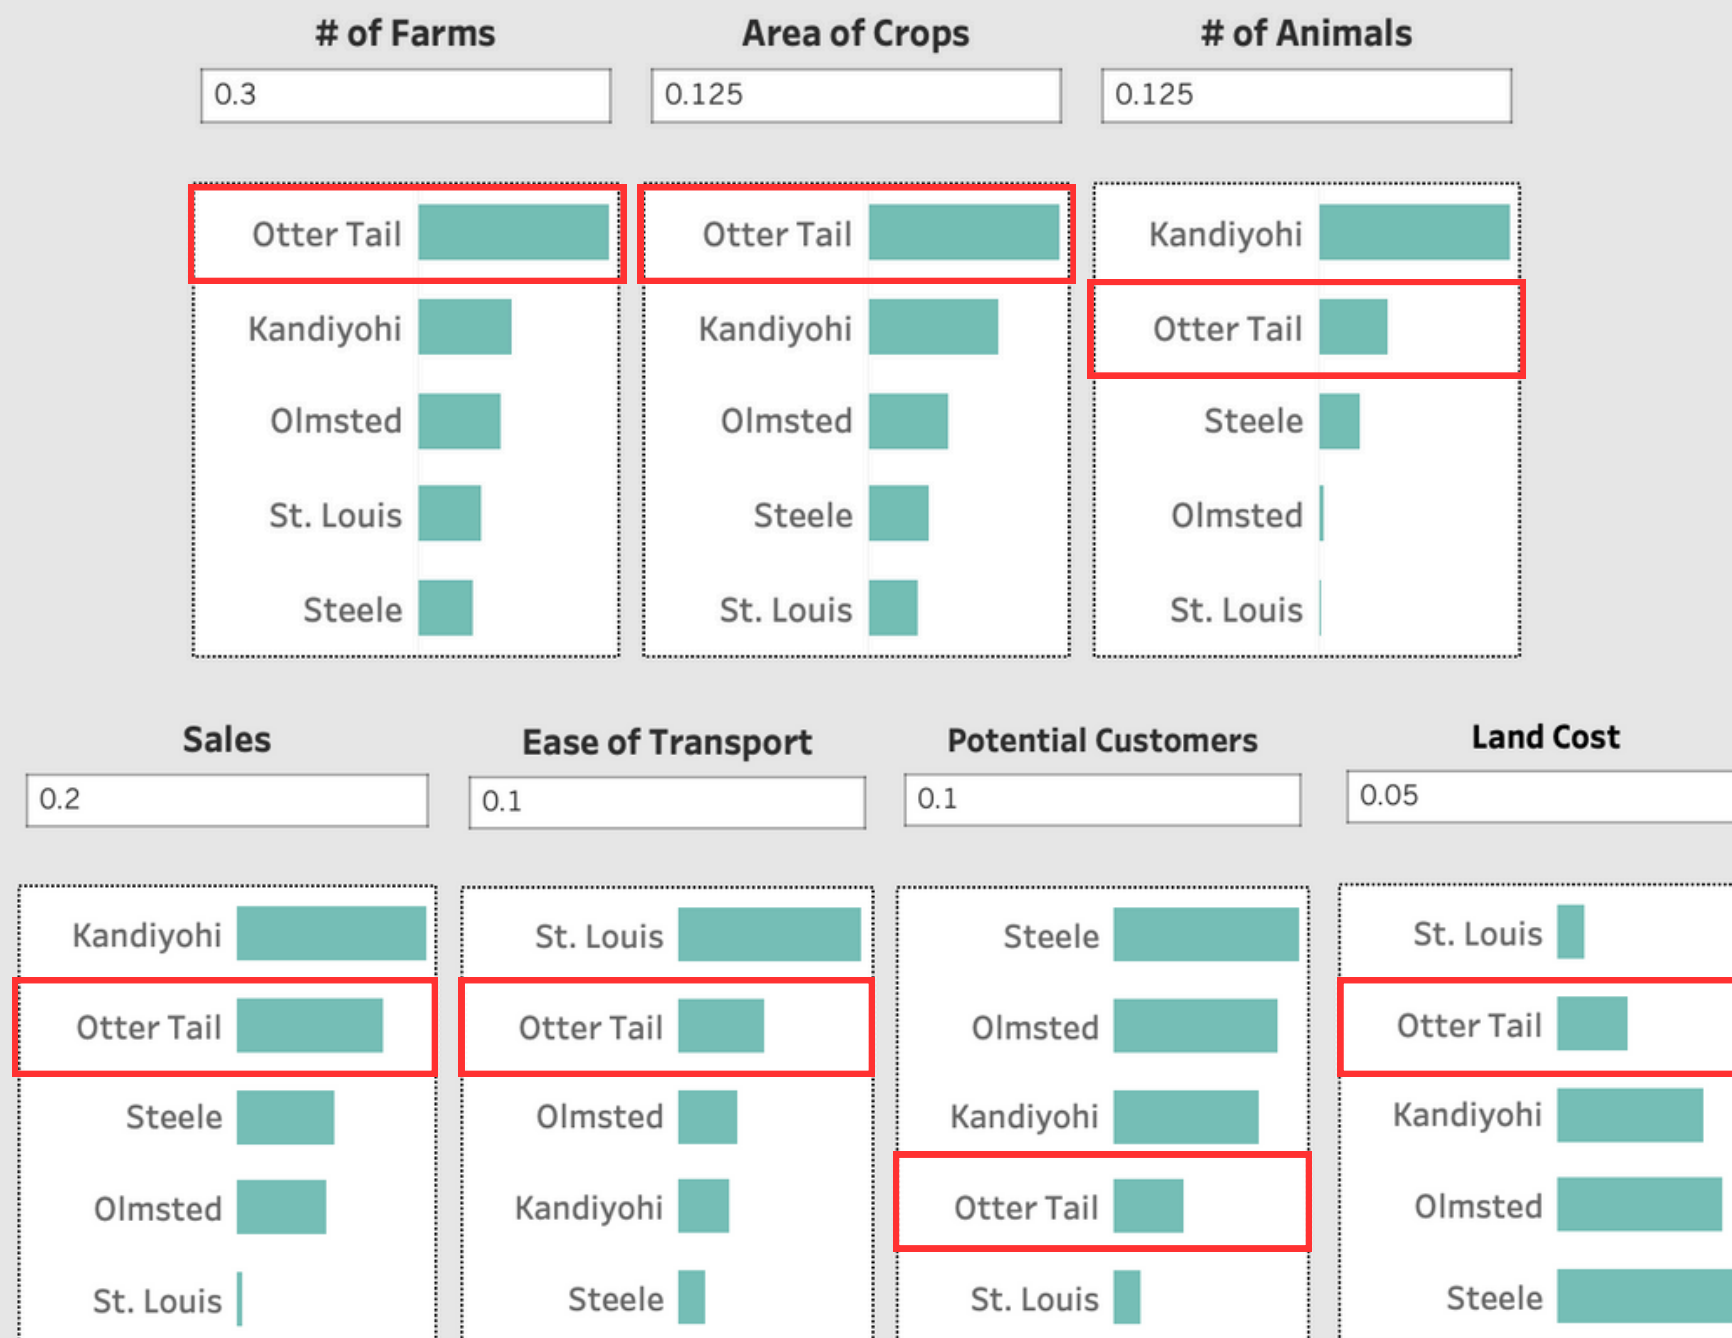 # of Farms
Area of Crops
# of Animals
0.3
0.125
0.125
Otter Tail
Kandiyohi
Olmsted
St. Louis
Steele
Otter Tail
Kandiyohi
Olmsted
Steele
St. Louis
Kandiyohi
Otter Tail
Steele
Olmsted
St. Louis
Sales
Ease of Transport
Potential Customers
Land Cost
0.2
0.1
0.1
0.05
Kandiyohi
Otter Tail
Steele
Olmsted
St. Louis
St. Louis
Otter Tail
Olmsted
Kandiyohi
Steele
Steele
Olmsted
Kandiyohi
Otter Tail
St. Louis
St. Louis
Otter Tail
Kandiyohi
Olmsted
Steele